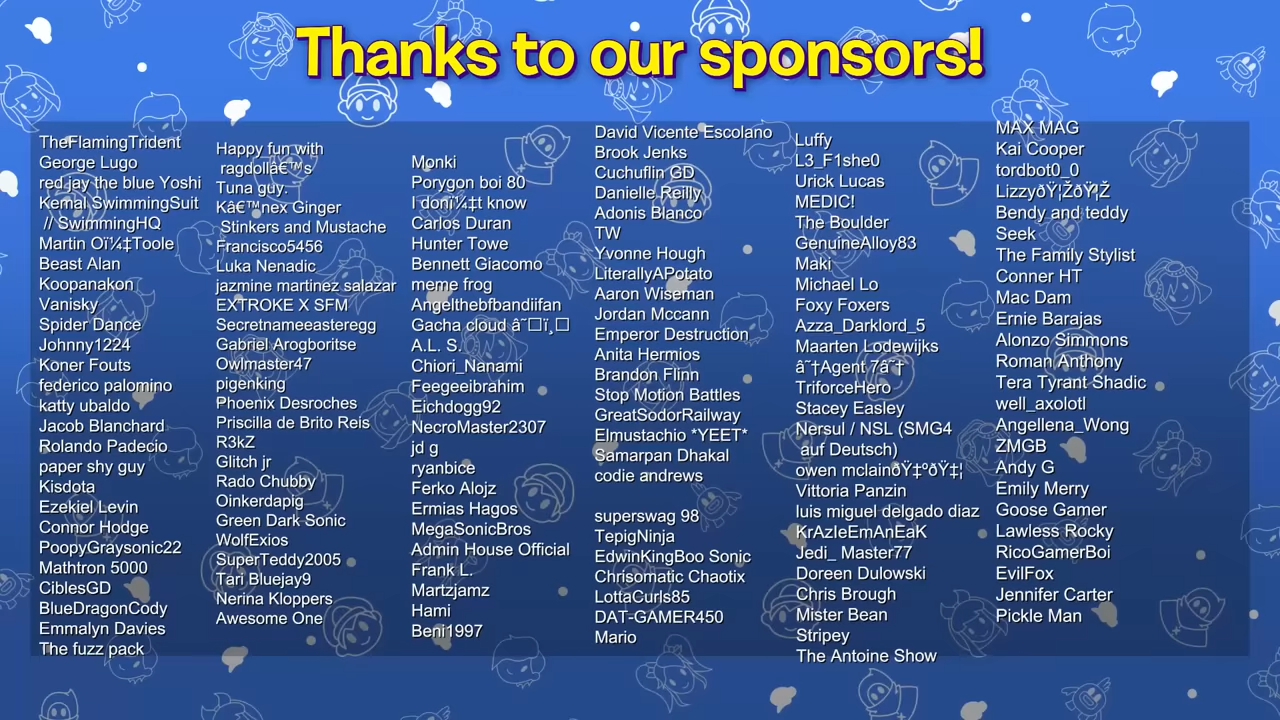 Thanks to our sponsors!
TheFlamingTrident
George Lugo
red jay the blue Yoshi
Kemal SwimmingSuit
// SwimmingHQ
Martin Oï¼‡Toole
Beast Alan
Koopanakon
Vanisky
Spider Dance
Johnny1224
Koner Fouts
federico palomino
katty ubaldo
Jacob Blanchard
Rolando Padecio
paper shy guy
Kisdota
Ezekiel Levin
Connor Hodge
PoopyGraysonic22
Mathtron 5000
CiblesGD
BlueDragonCody
Emmalyn Davies
The fuzz pack
Happy fun with
ragdollâ€™s
Tuna guy.
Kâ€™nex Ginger
Stinkers and Mustache
Francisco5456
Luka Nenadic
jazmine martinez salazar
EXTROKE X SFM
Secretnameeasteregg
Gabriel Arogboritse
Owlmaster47
pigenking
Phoenix Desroches
Priscilla de Brito Reis
R3kZ
Glitch jr
Rado Chubby
Oinkerdapig
Green Dark Sonic
WolfExios
SuperTeddy2005
Tari Bluejay9
Nerina Kloppers
Awesome One
Monki
Porygon boi 80
I donï¼‡t know
Carlos Duran
Hunter Towe
Bennett Giacomo
meme frog
Angelthebfbandiifan
Gacha cloud â˜□ï¸□
A.L. S.
Chiori_Nanami
Feegeeibrahim
Eichdogg92
NecroMaster2307
jd g
ryanbice
Ferko Alojz
Ermias Hagos
MegaSonicBros
Admin House Official
Frank L.
Martzjamz
Hami
Beni1997
David Vicente Escolano
Brook Jenks
Cuchuflin GD
Danielle Reilly
Adonis Blanco
TW
Yvonne Hough
LiterallyAPotato
Aaron Wiseman
Jordan Mccann
Emperor Destruction
Anita Hermios
Brandon Flinn
Stop Motion Battles
GreatSodorRailway
Elmustachio *YEET*
Samarpan Dhakal
codie andrews
superswag 98
TepigNinja
EdwinKingBoo Sonic
Chrisomatic Chaotix
LottaCurls85
DAT-GAMER450
Mario
Luffy
L3_F1she0
Urick Lucas
MEDIC!
The Boulder
GenuineAlloy83
Maki
Michael Lo
Foxy Foxers
Azza_Darklord_5
Maarten Lodewijks
â˜†Agent 7â˜†
TriforceHero
Stacey Easley
Nersul / NSL (SMG4
auf Deutsch)
owen mclainðŸ‡ºðŸ‡¦
Vittoria Panzin
luis miguel delgado diaz
KrAzIeEmAnEaK
Jedi_ Master77
Doreen Dulowski
Chris Brough
Mister Bean
Stripey
The Antoine Show
MAX MAG
Kai Cooper
tordbot0_0
LizzyðŸ¦ŽðŸ¦Ž
Bendy and teddy
Seek
The Family Stylist
Conner HT
Mac Dam
Ernie Barajas
Alonzo Simmons
Roman Anthony
Tera Tyrant Shadic
well_axolotl
Angellena_Wong
ZMGB
Andy G
Emily Merry
Goose Gamer
Lawless Rocky
RicoGamerBoi
EvilFox
Jennifer Carter
Pickle Man